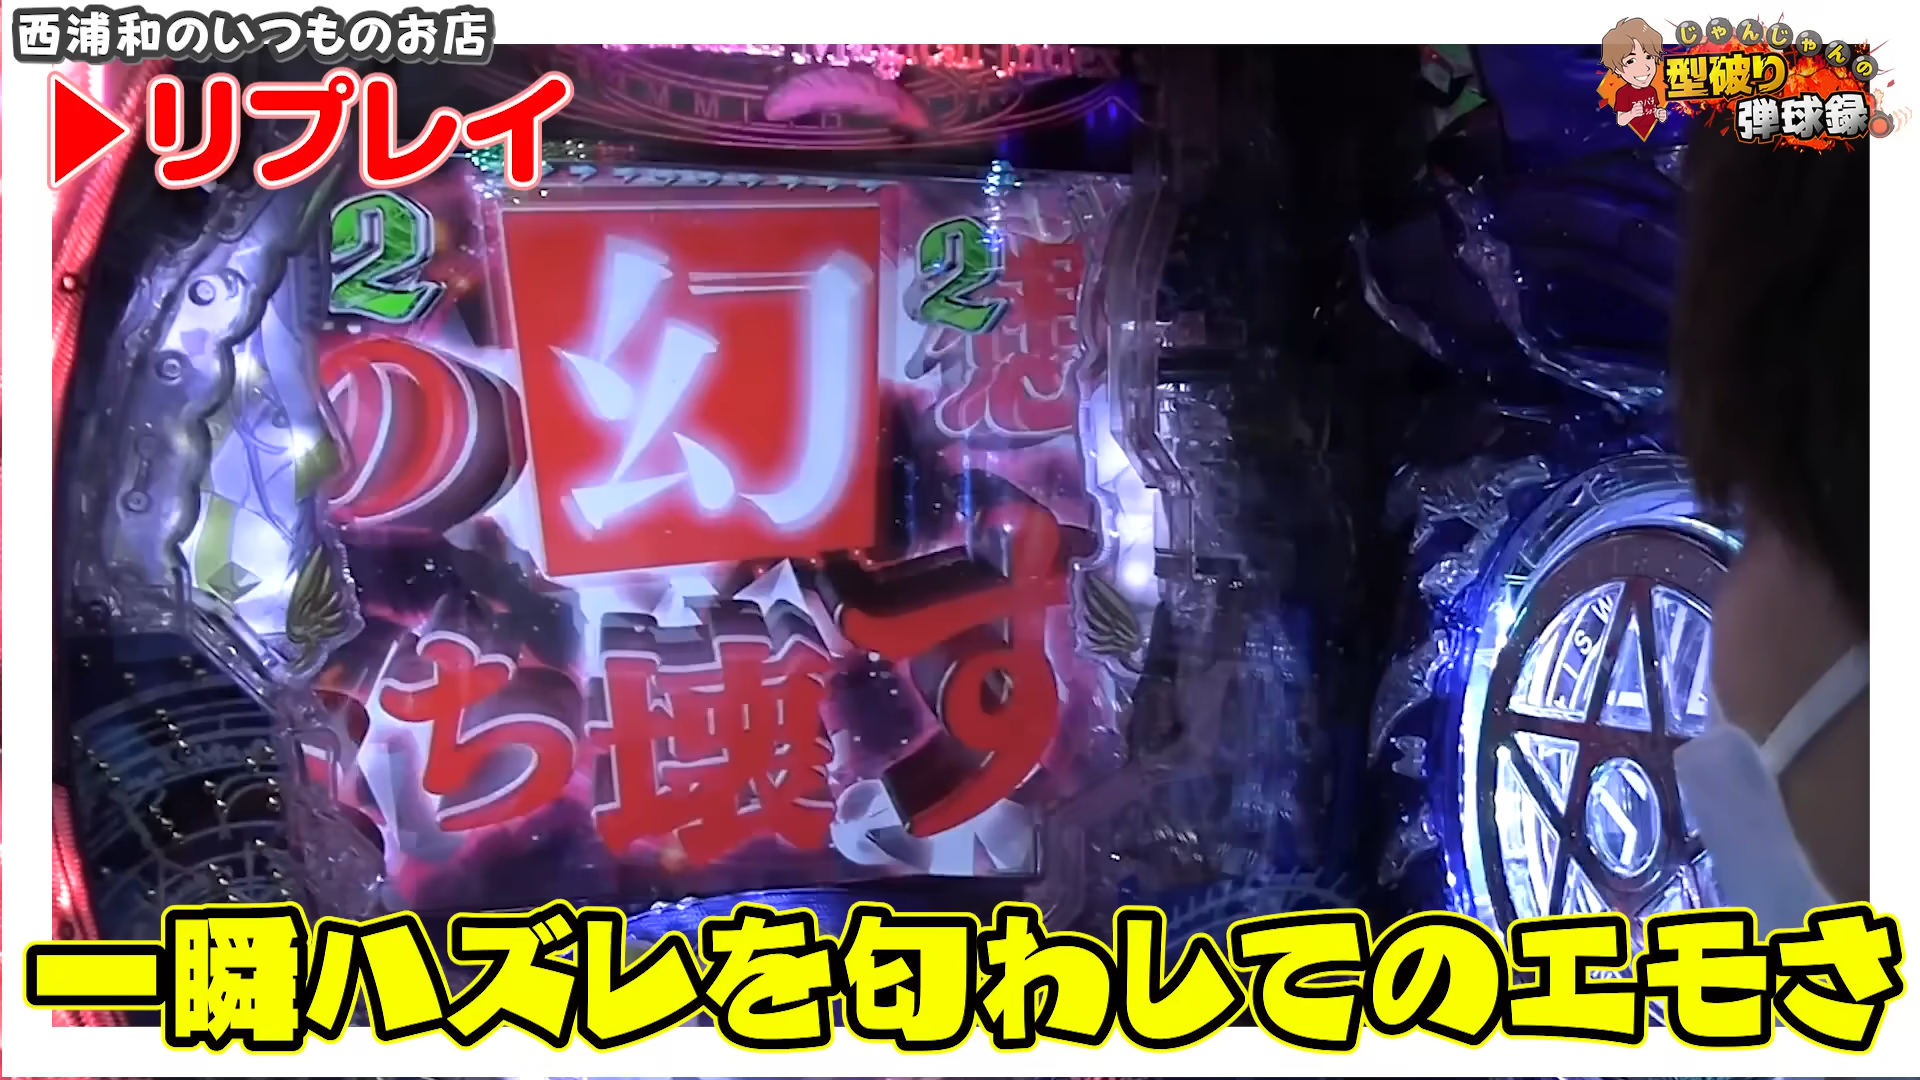 西浦和のいつものお店
じゃんじゃんの
型破り
弾球録
▶リプレイ
2 2
の幻想
ち壊す
一瞬ハズレを匂わしてのエモさ